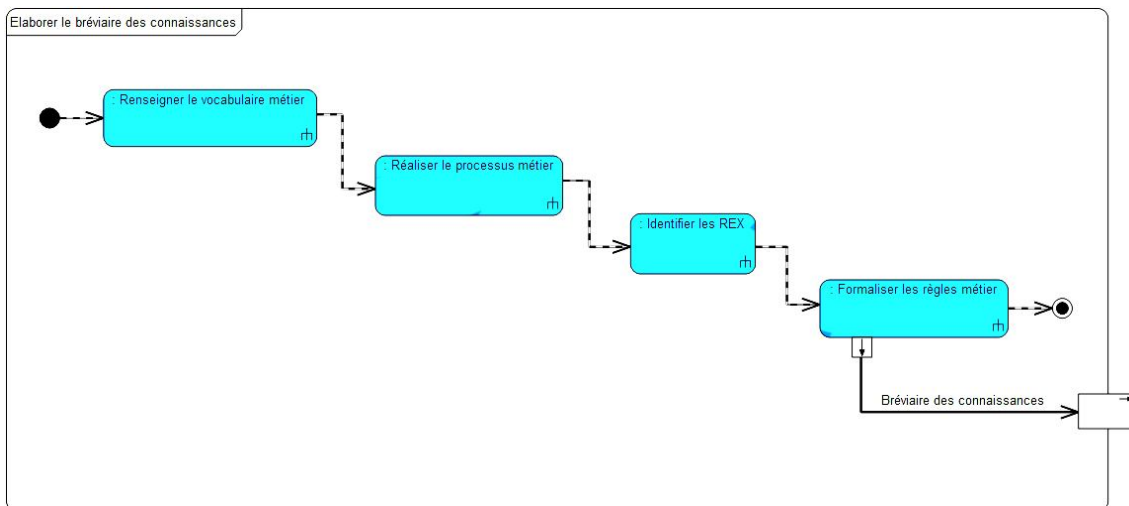 Elaborer le bréviaire des connaissances
: Renseigner le vocabulaire métier
: Réaliser le processus métier
: Identifier les REX
: Formaliser les règles métier
Bréviaire des connaissances